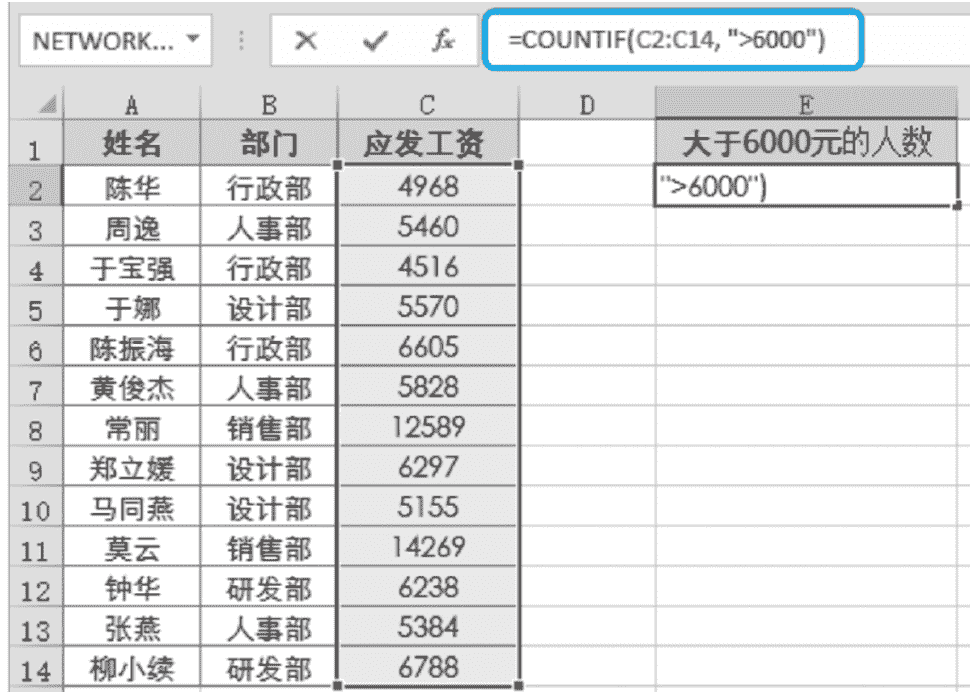 NETWORK... =COUNTIF(C2:C14, ">6000")
A B C D E
1 姓名 部门 应发工资 大于6000元的人数
2 陈华 行政部 4968 ">6000")
3 周逸 人事部 5460
4 于宝强 行政部 4516
5 于娜 设计部 5570
6 陈振海 行政部 6605
7 黄俊杰 人事部 5828
8 常丽 销售部 12589
9 郑立媛 设计部 6297
10 马同燕 设计部 5155
11 莫云 销售部 14269
12 钟华 研发部 6238
13 张燕 人事部 5384
14 柳小续 研发部 6788